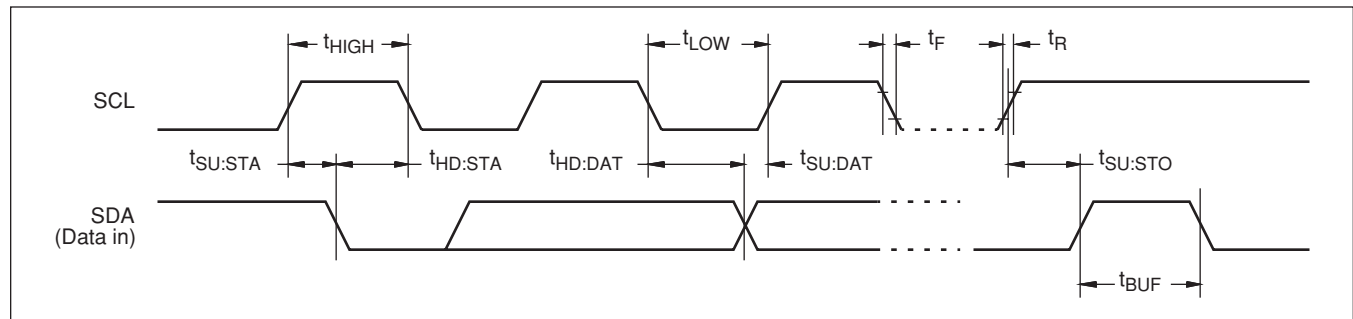 tHIGH
tLOW
tF
tR
SCL
tSU:STA
tHD:STA
tHD:DAT
tSU:DAT
tSU:STO
SDA
(Data in)
tBUF